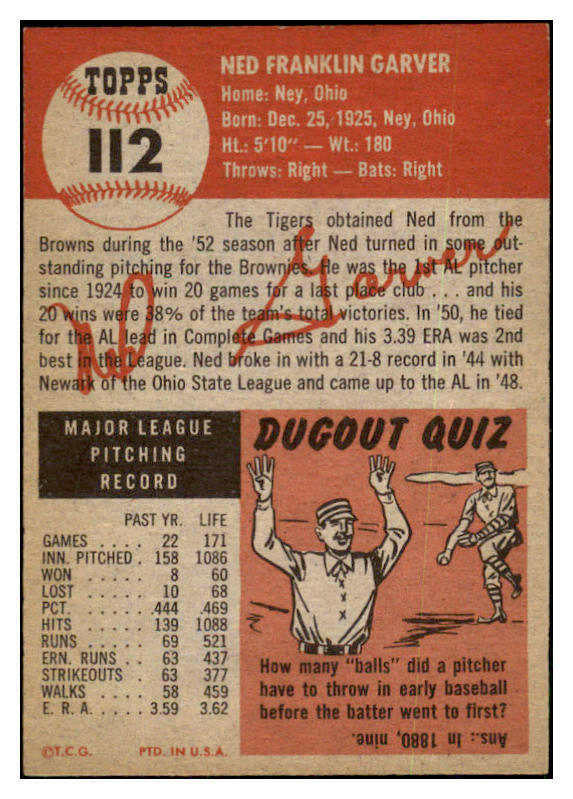 TOPPS
112
NED FRANKLIN GARVER
Home: Ney, Ohio
Born: Dec. 25, 1925, Ney, Ohio
Ht.: 5'10" — Wt.: 180
Throws: Right — Bats: Right
The Tigers obtained Ned from the
Browns during the '52 season after Ned turned in some out-
standing pitching for the Brownies. He was the 1st AL pitcher
since 1924 to win 20 games for a last place club . . . and his
20 wins were 38% of the team's total victories. In '50, he tied
for the AL lead in Complete Games and his 3.39 ERA was 2nd
best in the League. Ned broke in with a 21-8 record in '44 with
Newark of the Ohio State League and came up to the AL in '48.
Ned Garver
MAJOR LEAGUE
PITCHING
RECORD
PAST YR. LIFE
GAMES . . . . 22 171
INN. PITCHED . 158 1086
WON . . . . . 8 60
LOST . . . . . 10 68
PCT. . . . . . .444 .469
HITS . . . . . 139 1088
RUNS . . . . . 69 521
ERN. RUNS . . 63 437
STRIKEOUTS . . 63 377
WALKS . . . . 58 459
E. R. A. . . . . 3.59 3.62
©T.C.G. PTD. IN U.S.A.
DUGOUT QUIZ
How many "balls" did a pitcher
have to throw in early baseball
before the batter went to first?
Ans.: In 1880, nine.